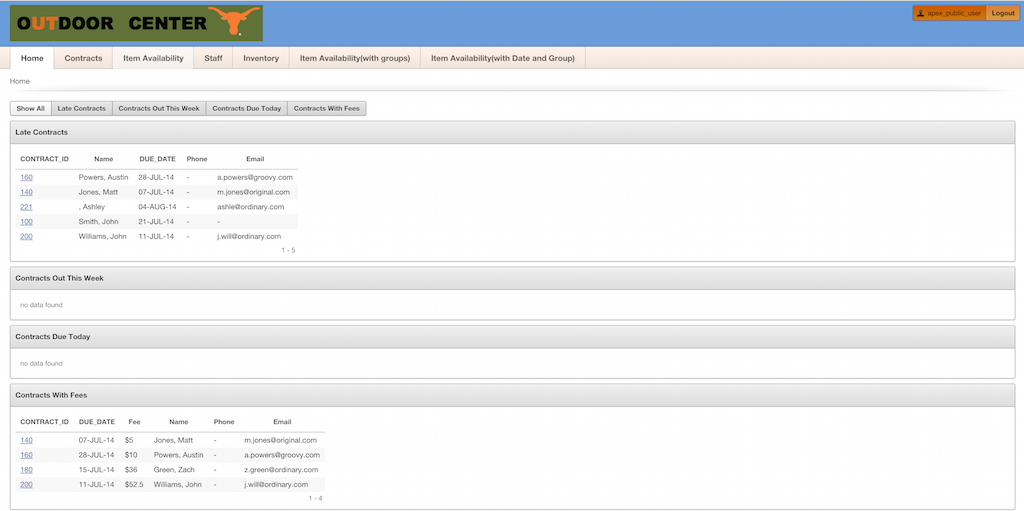 OUTDOOR CENTER
apex_public_user Logout
Home Contracts Item Availability Staff Inventory Item Availability(with groups) Item Availability(with Date and Group)
Home
Show All Late Contracts Contracts Out This Week Contracts Due Today Contracts With Fees
Late Contracts
CONTRACT_ID Name DUE_DATE Phone Email
160 Powers, Austin 28-JUL-14 - a.powers@groovy.com
140 Jones, Matt 07-JUL-14 - m.jones@original.com
221 , Ashley 04-AUG-14 - ashle@ordinary.com
100 Smith, John 21-JUL-14 - -
200 Williams, John 11-JUL-14 - j.will@ordinary.com
1 - 5
Contracts Out This Week
no data found
Contracts Due Today
no data found
Contracts With Fees
CONTRACT_ID DUE_DATE Fee Name Phone Email
140 07-JUL-14 $5 Jones, Matt - m.jones@original.com
160 28-JUL-14 $10 Powers, Austin - a.powers@groovy.com
180 15-JUL-14 $36 Green, Zach - z.green@ordinary.com
200 11-JUL-14 $52.5 Williams, John - j.will@ordinary.com
1 - 4